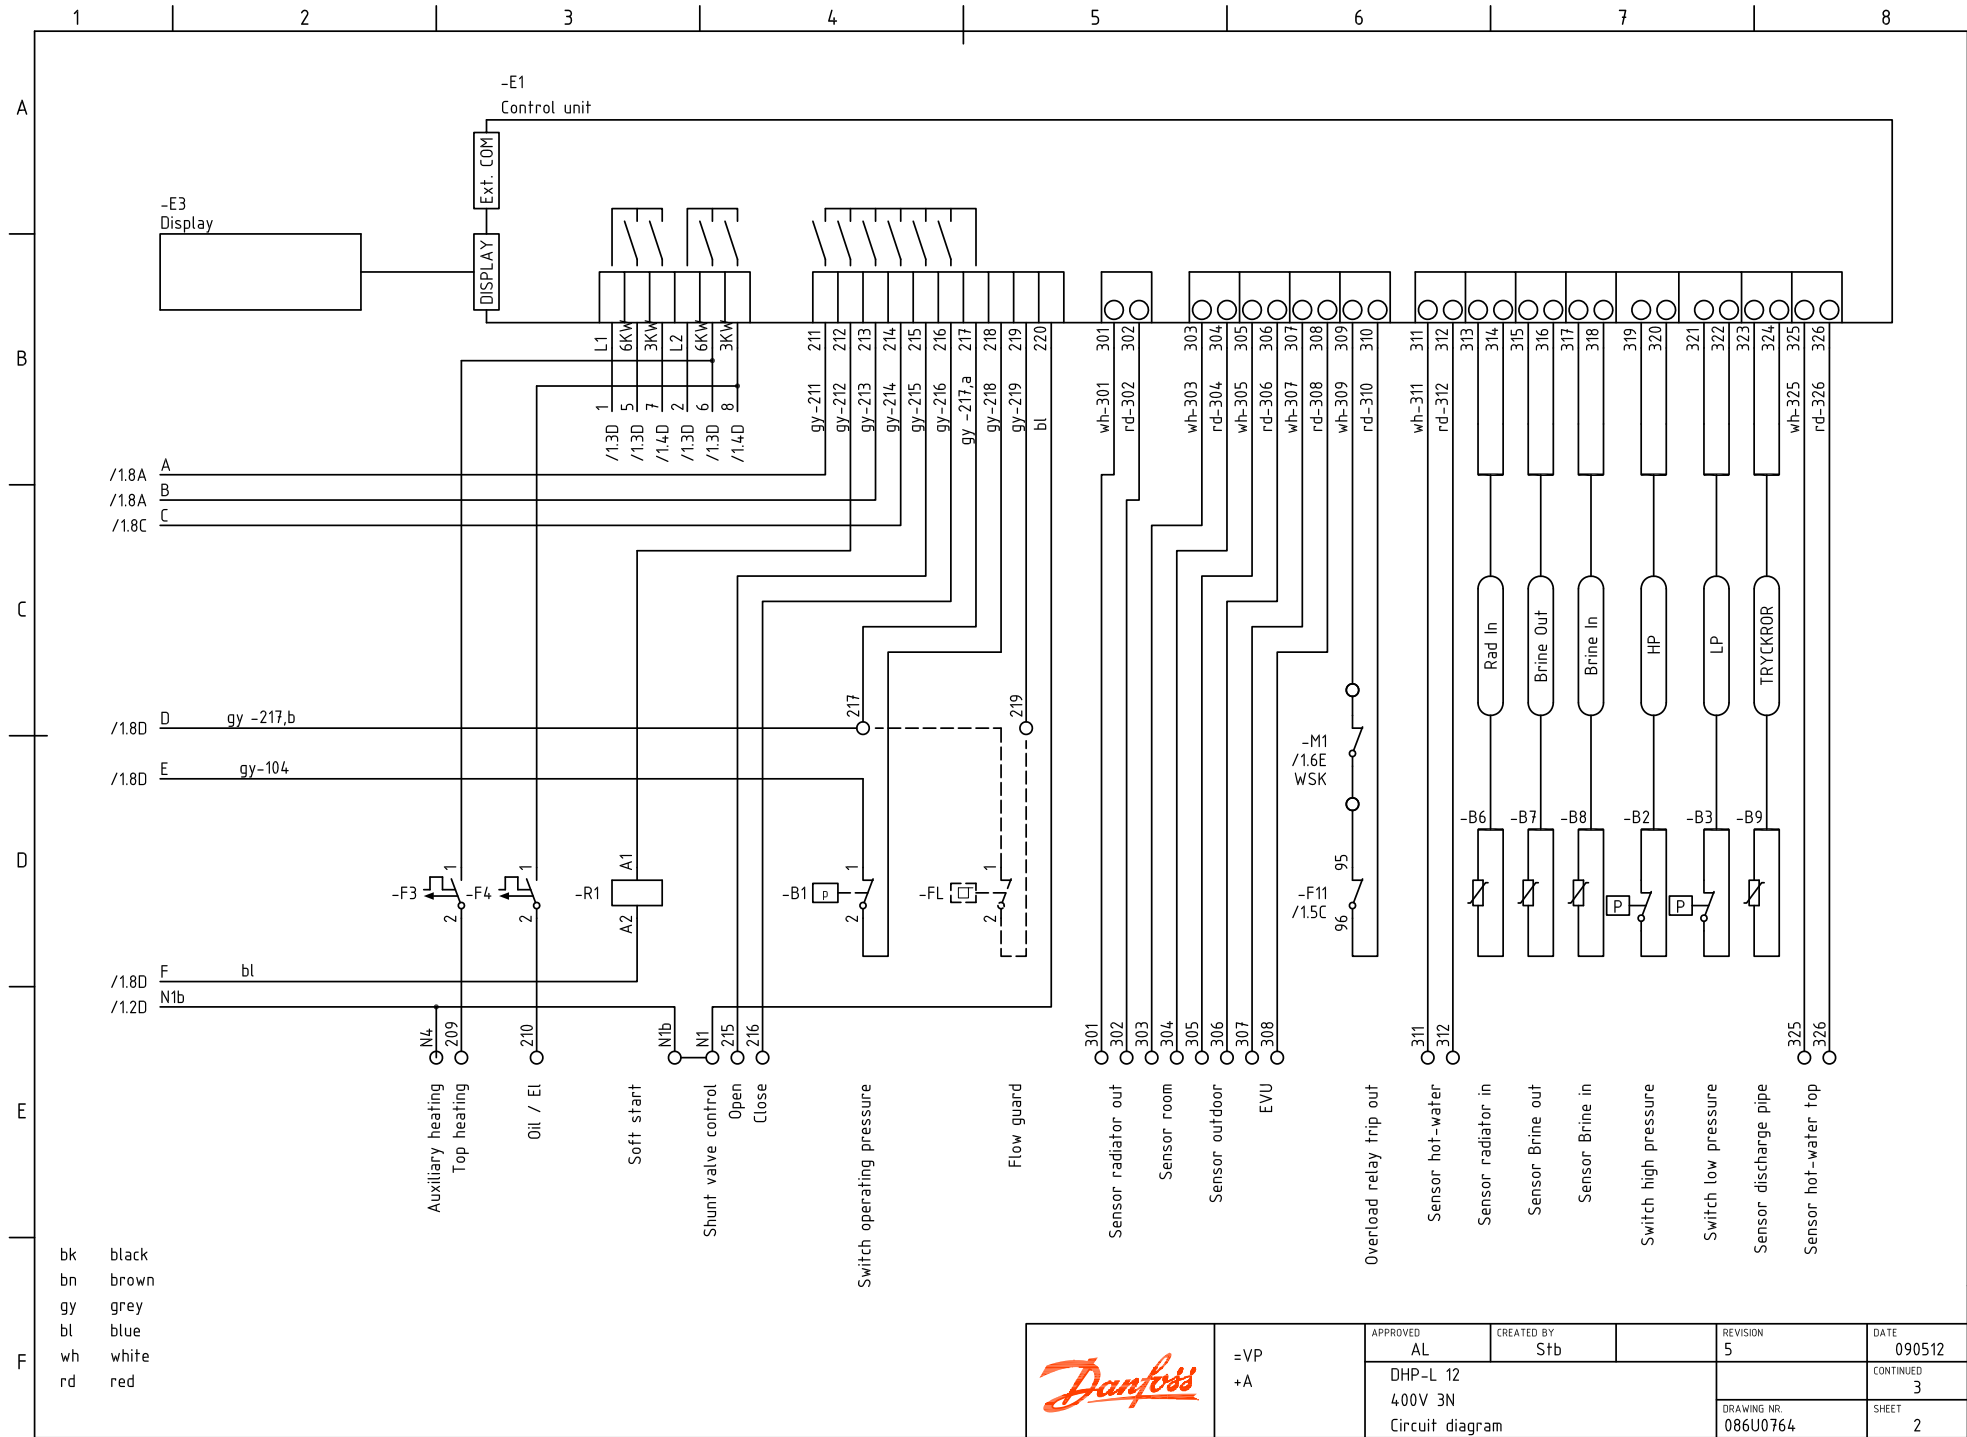 1 2 3 4 5 6 7 8
A
-E1
Control unit
Ext. COM
-E3
Display
DISPLAY
B
L1 6KW 3KW L2 6KW 3KW
211 212 213 214 215 216 217 218 219 220
301 302 303 304 305 306 307 308 309 310
311 312 313 314 315 316 317 318 319 320 321 322 323 324 325 326
1 5 7 2 6 8
/1.3D /1.3D /1.4D /1.3D /1.3D /1.4D
gy-211 gy-212 gy-213 gy-214 gy-215 gy-216 gy -217,a gy-218 gy-219 bl
wh-301 rd-302 wh-303 rd-304 wh-305 rd-306 wh-307 rd-308 wh-309 rd-310
wh-311 rd-312 wh-325 rd-326
/1.8A A
/1.8A B
/1.8C C
C
Rad In Brine Out Brine In HP LP TRYCKROR
217 219
/1.8D D gy -217,b
/1.8D E gy-104
-M1
/1.6E
WSK
-B6 -B7 -B8 -B2 -B3 -B9
D
1 1 A1 1 1 95
-F3 -F4 -R1 -B1 p -FL -F11
/1.5C
P P
2 2 A2 2 2 96
/1.8D F bl
/1.2D N1b
N4 209 210 N1b N1 215 216
301 302 303 304 305 306 307 308 311 312 325 326
E
Auxiliary heating
Top heating
Oil / El
Soft start
Shunt valve control
Open
Close
Switch operating pressure
Flow guard
Sensor radiator out
Sensor room
Sensor outdoor
EVU
Overload relay trip out
Sensor hot-water
Sensor radiator in
Sensor Brine out
Sensor Brine in
Switch high pressure
Switch low pressure
Sensor discharge pipe
Sensor hot-water top
bk black
bn brown
gy grey
bl blue
wh white
rd red
F
Danfoss
=VP
+A
APPROVED
AL
CREATED BY
Stb
REVISION
5
DATE
090512
DHP-L 12
400V 3N
Circuit diagram
CONTINUED
3
DRAWING NR.
086U0764
SHEET
2